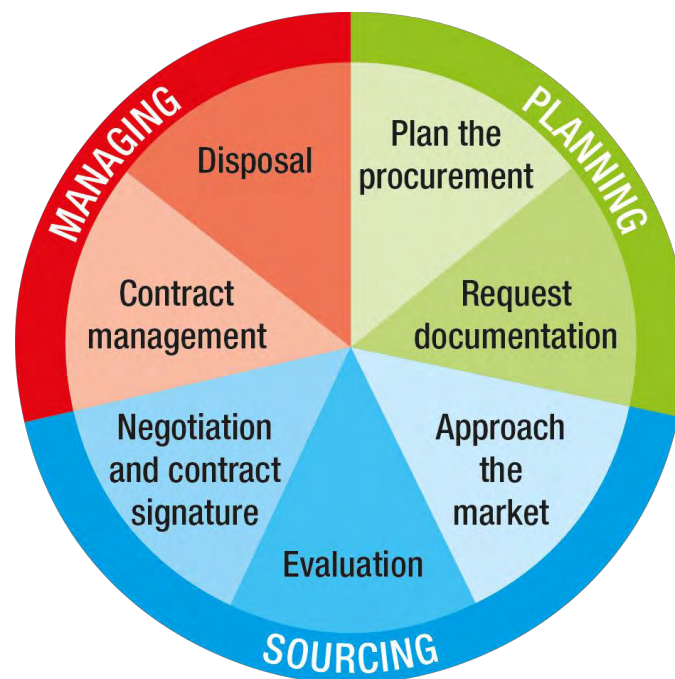 PLANNING
Plan the
procurement
Request
documentation
SOURCING
Approach
the
market
Evaluation
Negotiation
and contract
signature
MANAGING
Contract
management
Disposal